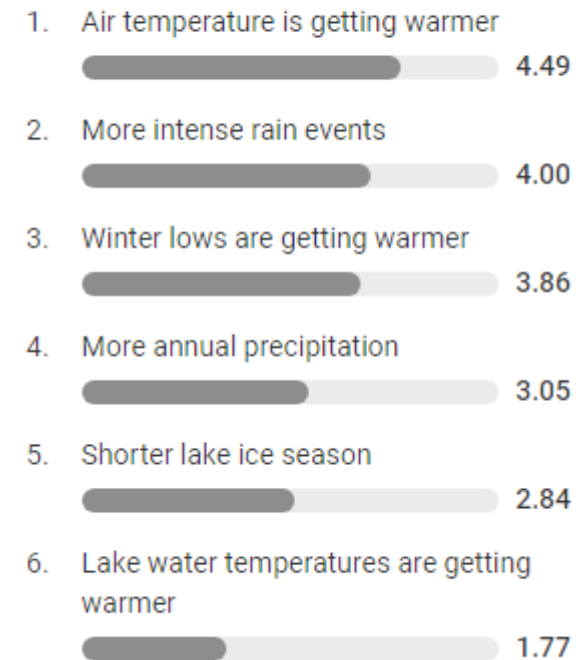 1. Air temperature is getting warmer
4.49
2. More intense rain events
4.00
3. Winter lows are getting warmer
3.86
4. More annual precipitation
3.05
5. Shorter lake ice season
2.84
6. Lake water temperatures are getting
warmer
1.77